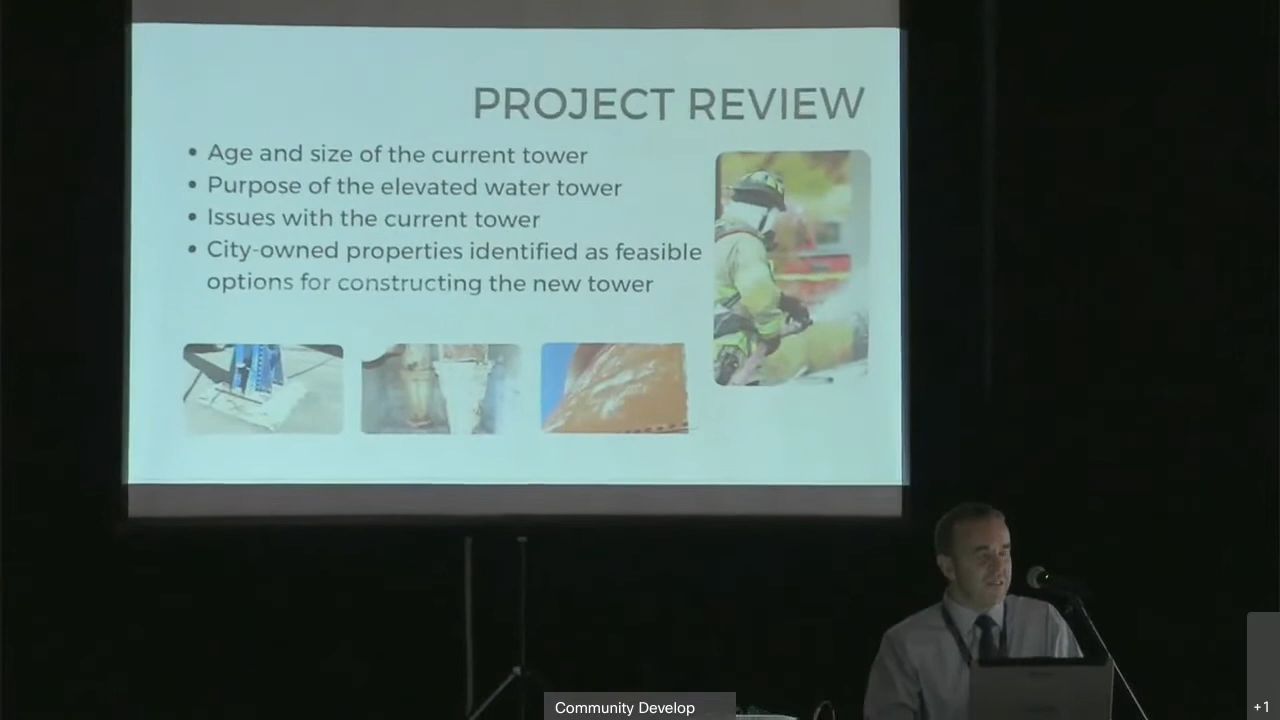 PROJECT REVIEW
• Age and size of the current tower
• Purpose of the elevated water tower
• Issues with the current tower
• City-owned properties identified as feasible
options for constructing the new tower
Community Develop
+1